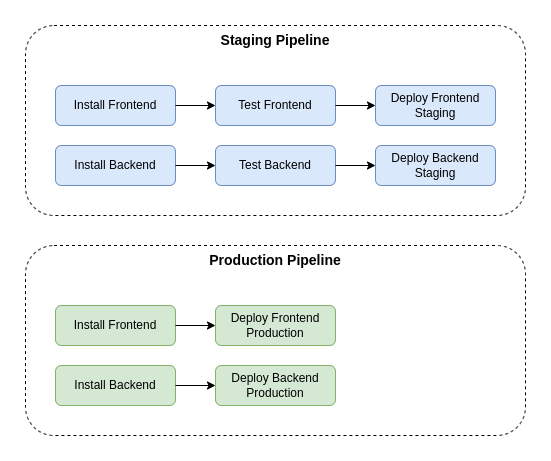 Staging Pipeline
Install Frontend
Test Frontend
Deploy Frontend
Staging
Install Backend
Test Backend
Deploy Backend
Staging
Production Pipeline
Install Frontend
Deploy Frontend
Production
Install Backend
Deploy Backend
Production